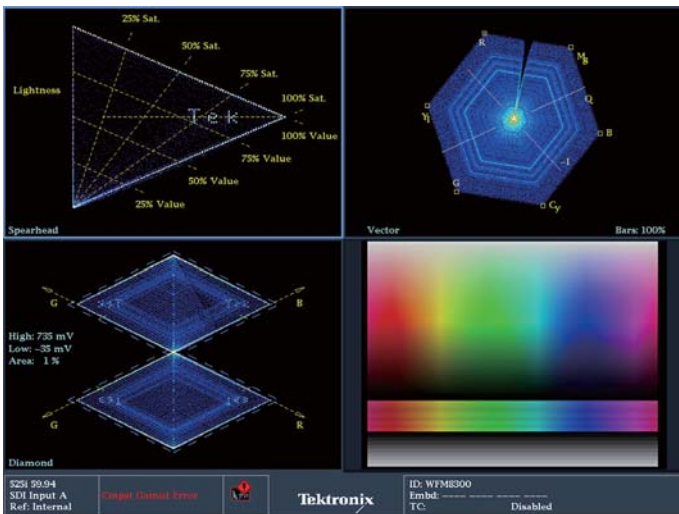 25% Sat.
50% Sat.
75% Sat.
100% Sat.
Lightness
Tek
100% Value
75% Value
50% Value
25% Value
Spearhead
R
Mg
Q
B
-I
Cy
G
Yl
Vector
Bars: 100%
G
B
High: 735 mV
Low: -35 mV
Area: 1 %
G
R
Diamond
525i 59.94
SDI Input A
Ref: Internal
Cmpst Gamut Error
Tektronix
ID: WFM8300
Embd: ---- ---- ---- ----
TC: Disabled